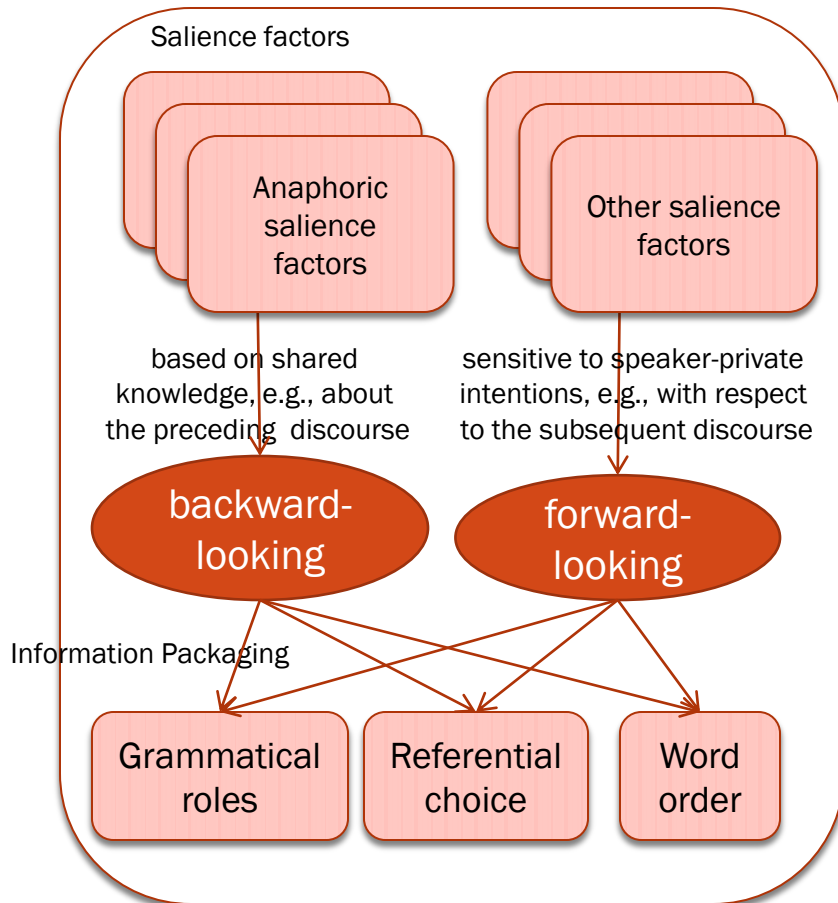 Salience factors
Anaphoric
salience
factors
Other salience
factors
based on shared
knowledge, e.g., about
the preceding  discourse
sensitive to speaker-private
intentions, e.g., with respect
to the subsequent discourse
backward-
looking
forward-
looking
Information Packaging
Grammatical
roles
Referential
choice
Word
order